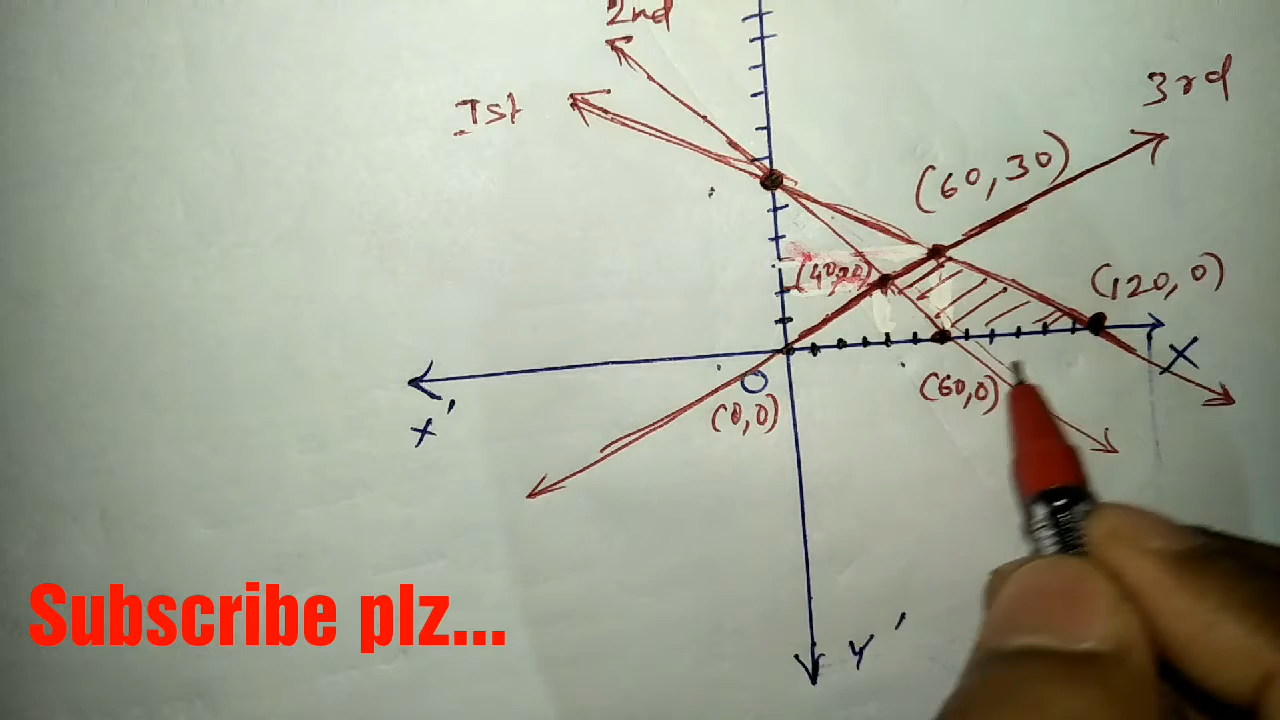 2nd
Ist
3rd
(60,30)
(40,20)
(120,0)
X
(60,0)
O
(0,0)
X'
Subscribe plz...
Y'